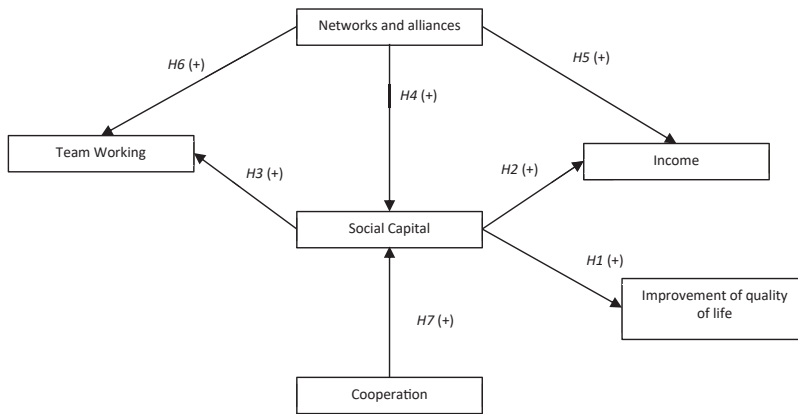 Networks and alliances
H6 (+)
H5 (+)
H4 (+)
Team Working
Income
H3 (+)
H2 (+)
Social Capital
H1 (+)
Improvement of quality
of life
H7 (+)
Cooperation